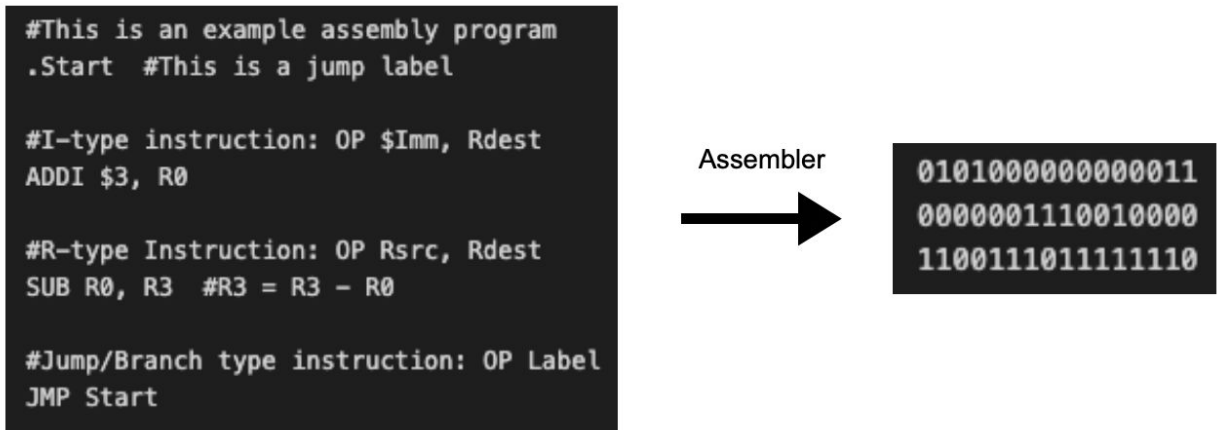 #This is an example assembly program
.Start  #This is a jump label
#I-type instruction: OP $Imm, Rdest
ADDI $3, R0
#R-type Instruction: OP Rsrc, Rdest
SUB R0, R3  #R3 = R3 - R0
#Jump/Branch type instruction: OP Label
JMP Start
Assembler
0101000000000011
0000001110010000
1100111011111110